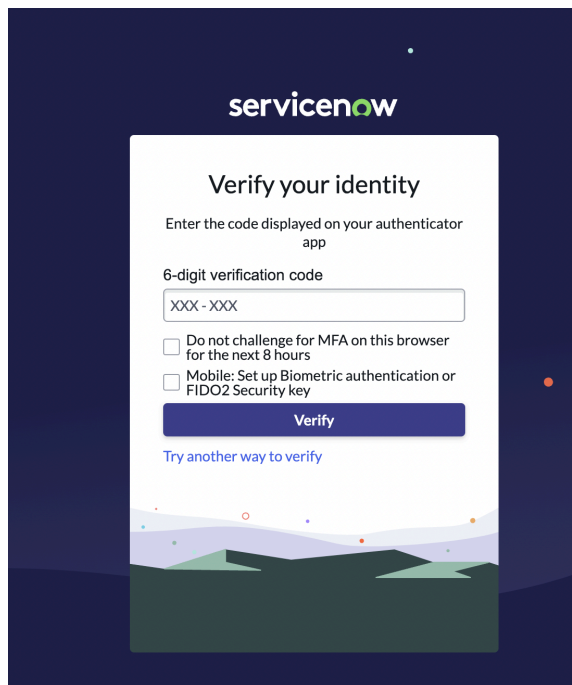 servicenow
Verify your identity
Enter the code displayed on your authenticator
app
6-digit verification code
XXX - XXX
Do not challenge for MFA on this browser
for the next 8 hours
Mobile: Set up Biometric authentication or
FIDO2 Security key
Verify
Try another way to verify